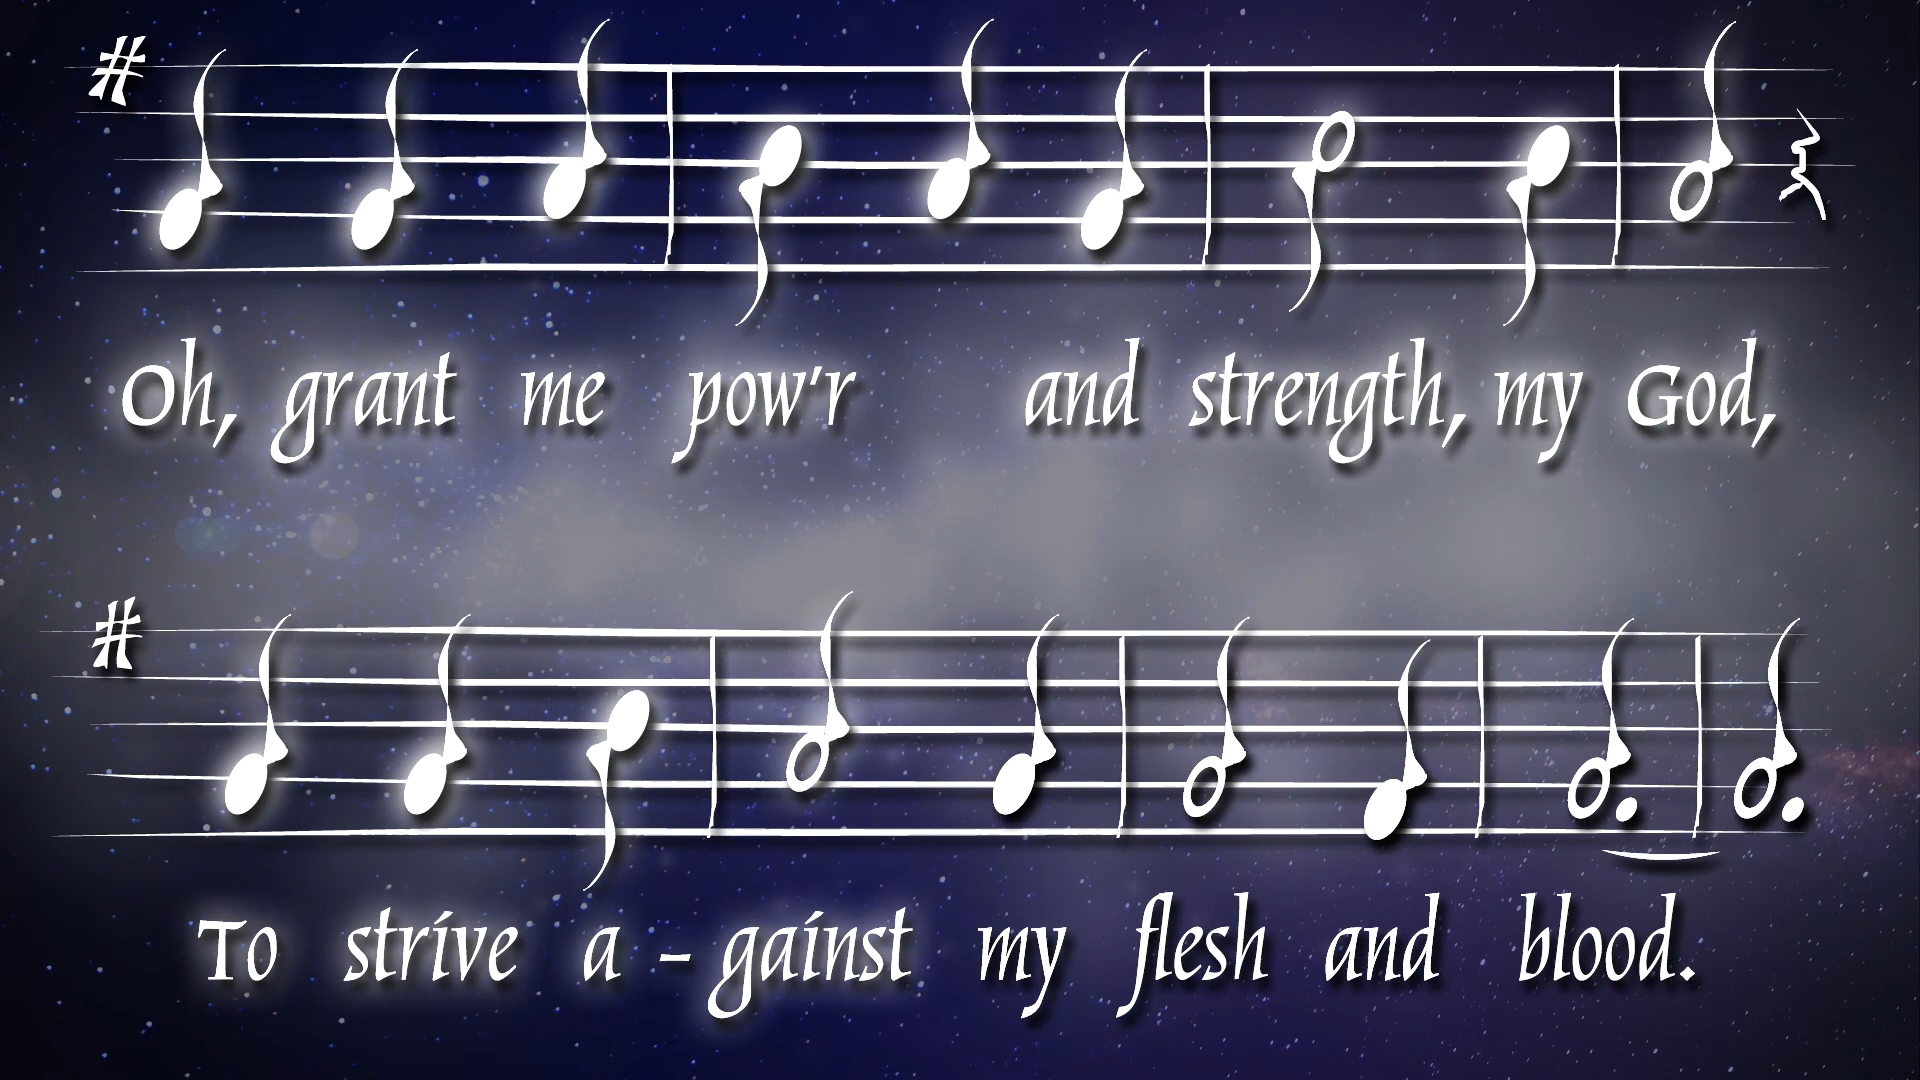 Oh, grant me pow'r and strength, my God,
To strive a - gainst my flesh and blood.